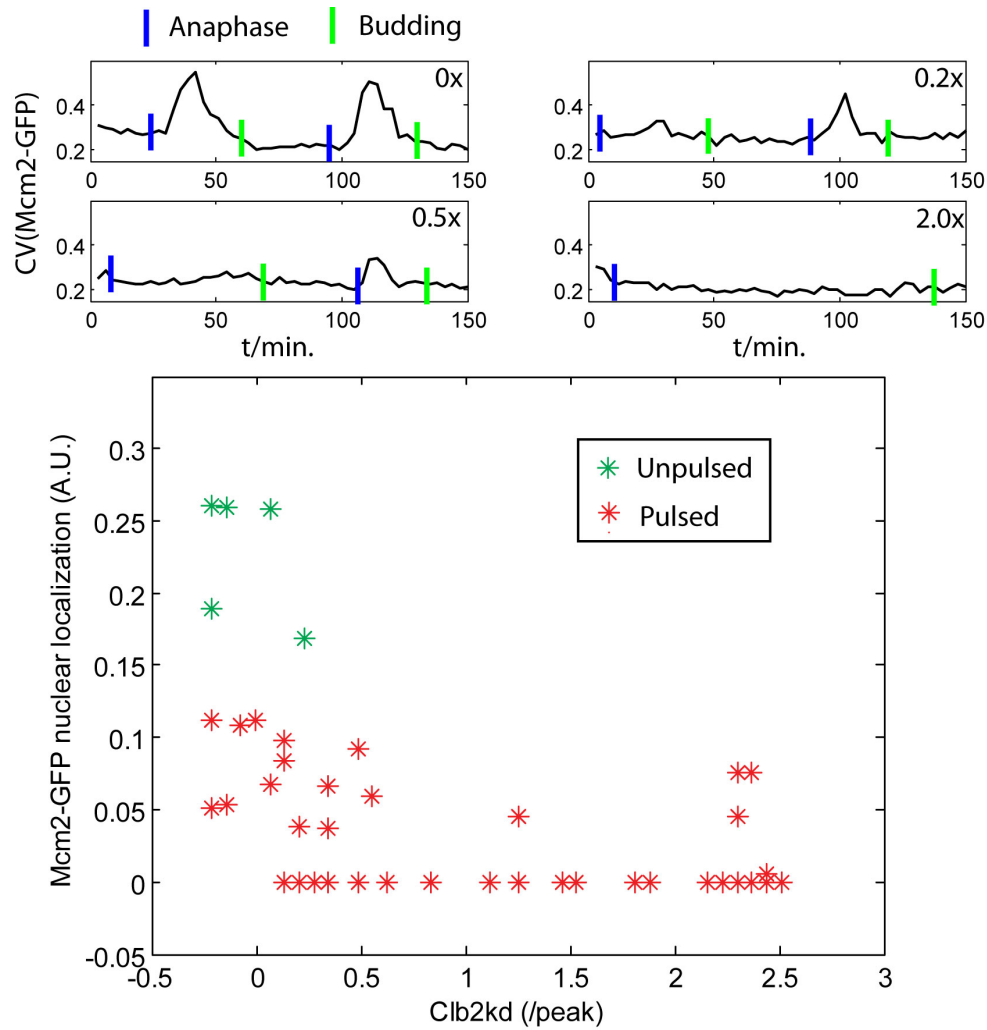 Anaphase Budding
CV(Mcm2-GFP)
0x
0.4
0.2
0 50 100 150
0.2x
0.4
0.2
0 50 100 150
0.5x
0.4
0.2
0 50 100 150
t/min.
2.0x
0.4
0.2
0 50 100 150
t/min.
Mcm2-GFP nuclear localization (A.U.)
0.3
0.25
0.2
0.15
0.1
0.05
0
-0.05
Unpulsed
Pulsed
-0.5 0 0.5 1 1.5 2 2.5 3
Clb2kd (/peak)